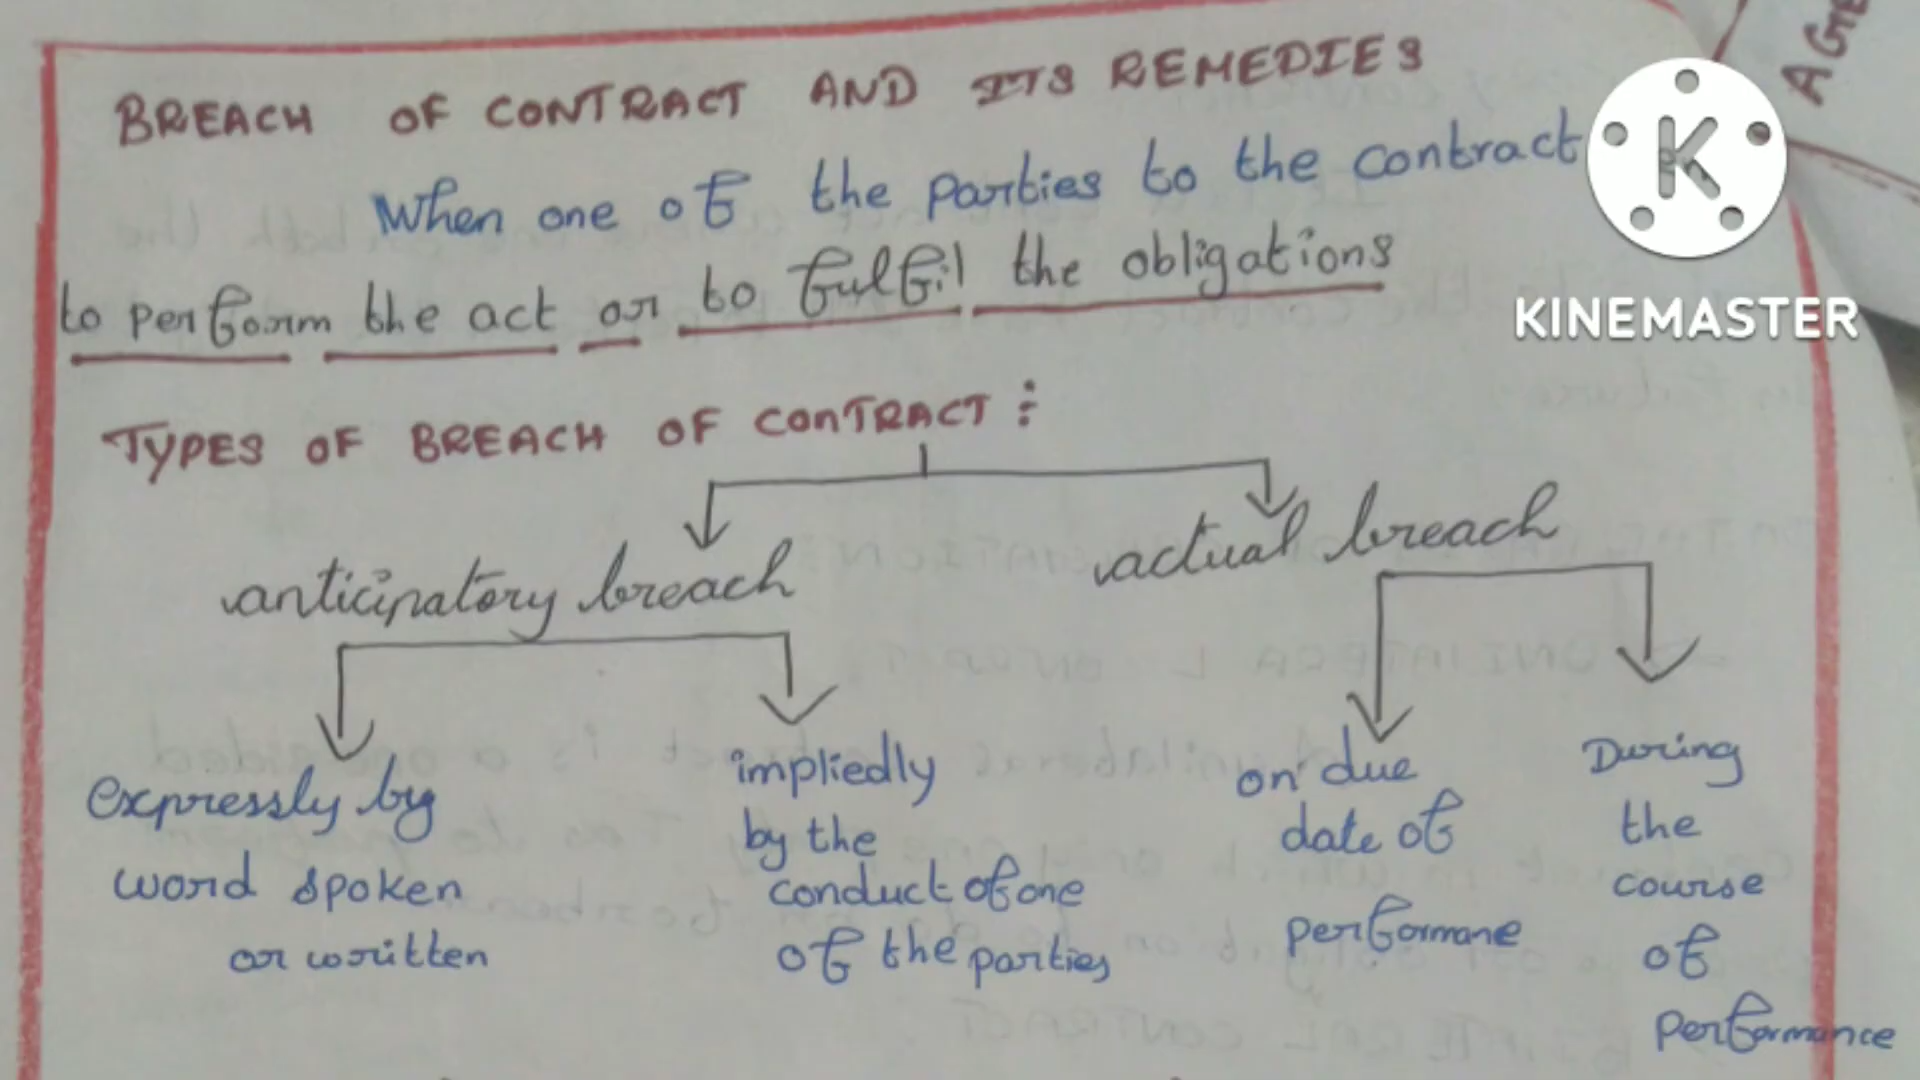 BREACH OF CONTRACT AND ITS REMEDIES
When one of the parties to the contract
to perform the act or to fulfil the obligations
TYPES OF BREACH OF CONTRACT :
anticipatory breach
actual breach
expressly by
word spoken
or written
impliedly
by the
conduct of one
of the parties
on due
date of
performane
During
the
course
of
performance
K
KINEMASTER
AGE